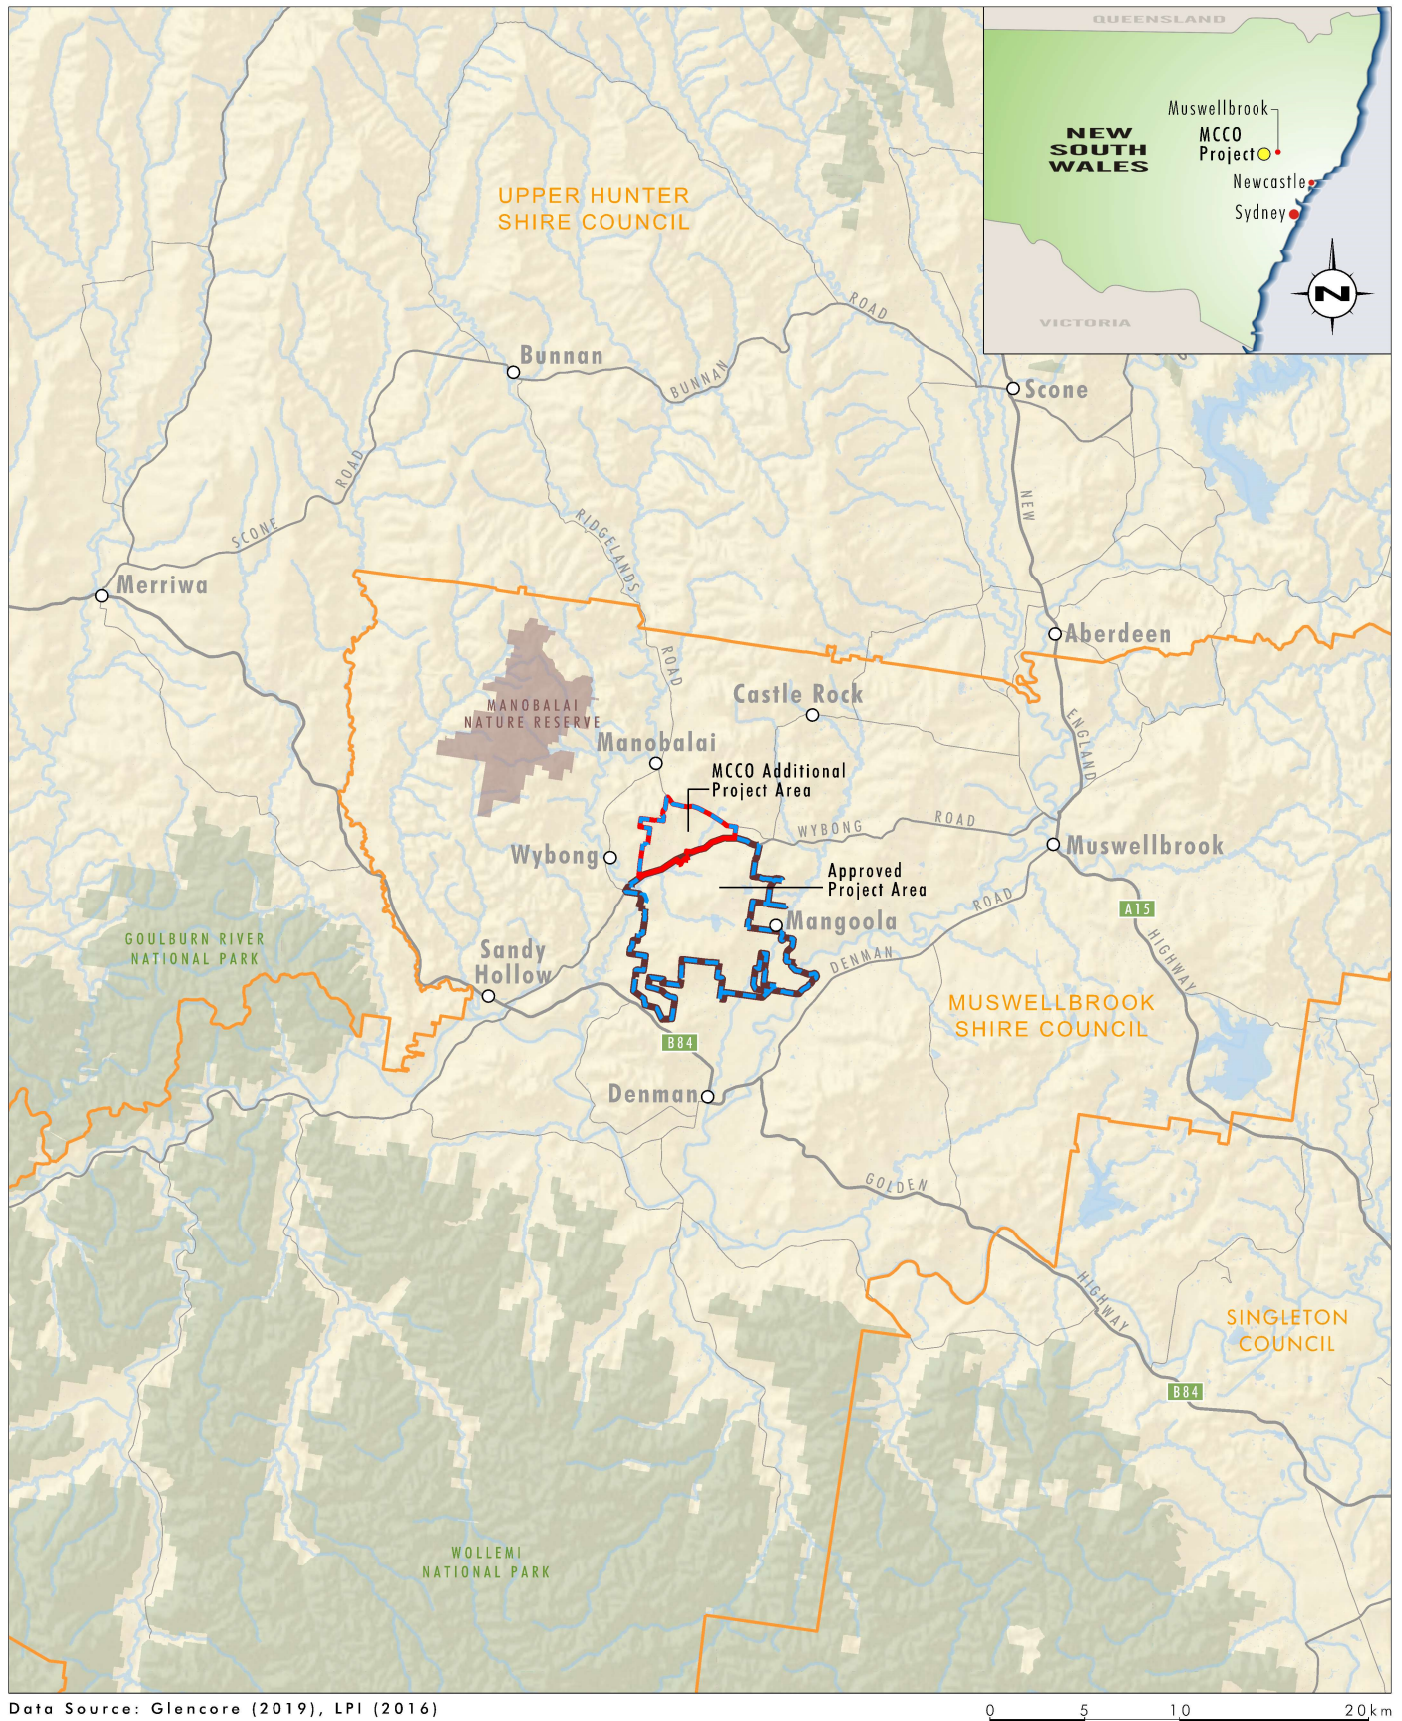 QUEENSLAND
Muswellbrook
MCCO
Project
NEW
SOUTH
WALES
Newcastle
Sydney
N
VICTORIA
UPPER HUNTER
SHIRE COUNCIL
ROAD
Bunnan
BUNNAN
Scone
ROAD
SCONE
NEW
RIDGELANDS
Merriwa
Aberdeen
ROAD
Castle Rock
MANOBALAI
NATURE RESERVE
ENGLAND
Manobalai
MCCO Additional
Project Area
WYBONG
ROAD
Wybong
Muswellbrook
Approved
Project Area
ROAD
A15
Mangoola
GOULBURN RIVER
NATIONAL PARK
Sandy
Hollow
DENMAN
HIGHWAY
MUSWELLBROOK
SHIRE COUNCIL
B84
Denman
GOLDEN
HIGHWAY
SINGLETON
COUNCIL
B84
WOLLEMI
NATIONAL PARK
Data Source: Glencore (2019), LPI (2016)
0 5 10 20km